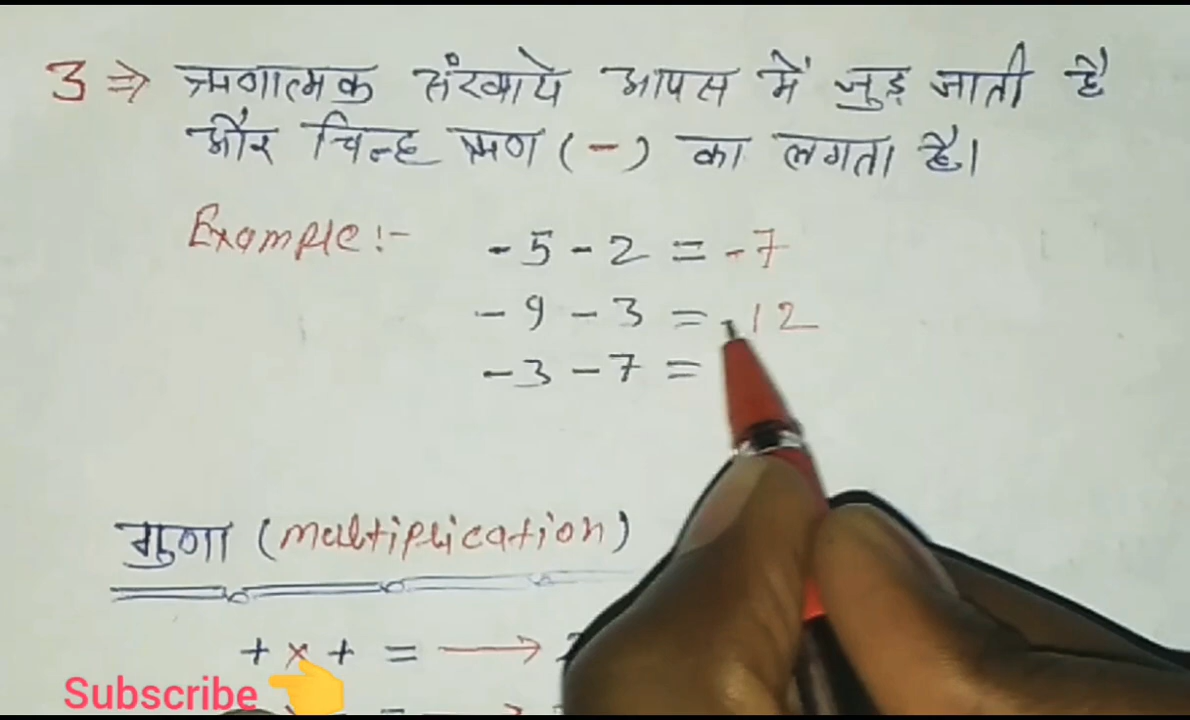 3 ⇒ ऋणात्मक संख्याये आपस में जुड़ जाती है
और चिन्ह ऋण (-) का लगता है।
Example:- -5-2 = -7
-9-3 = -12
-3-7 =
गुणा (multiplication)
+ × + = →
Subscribe